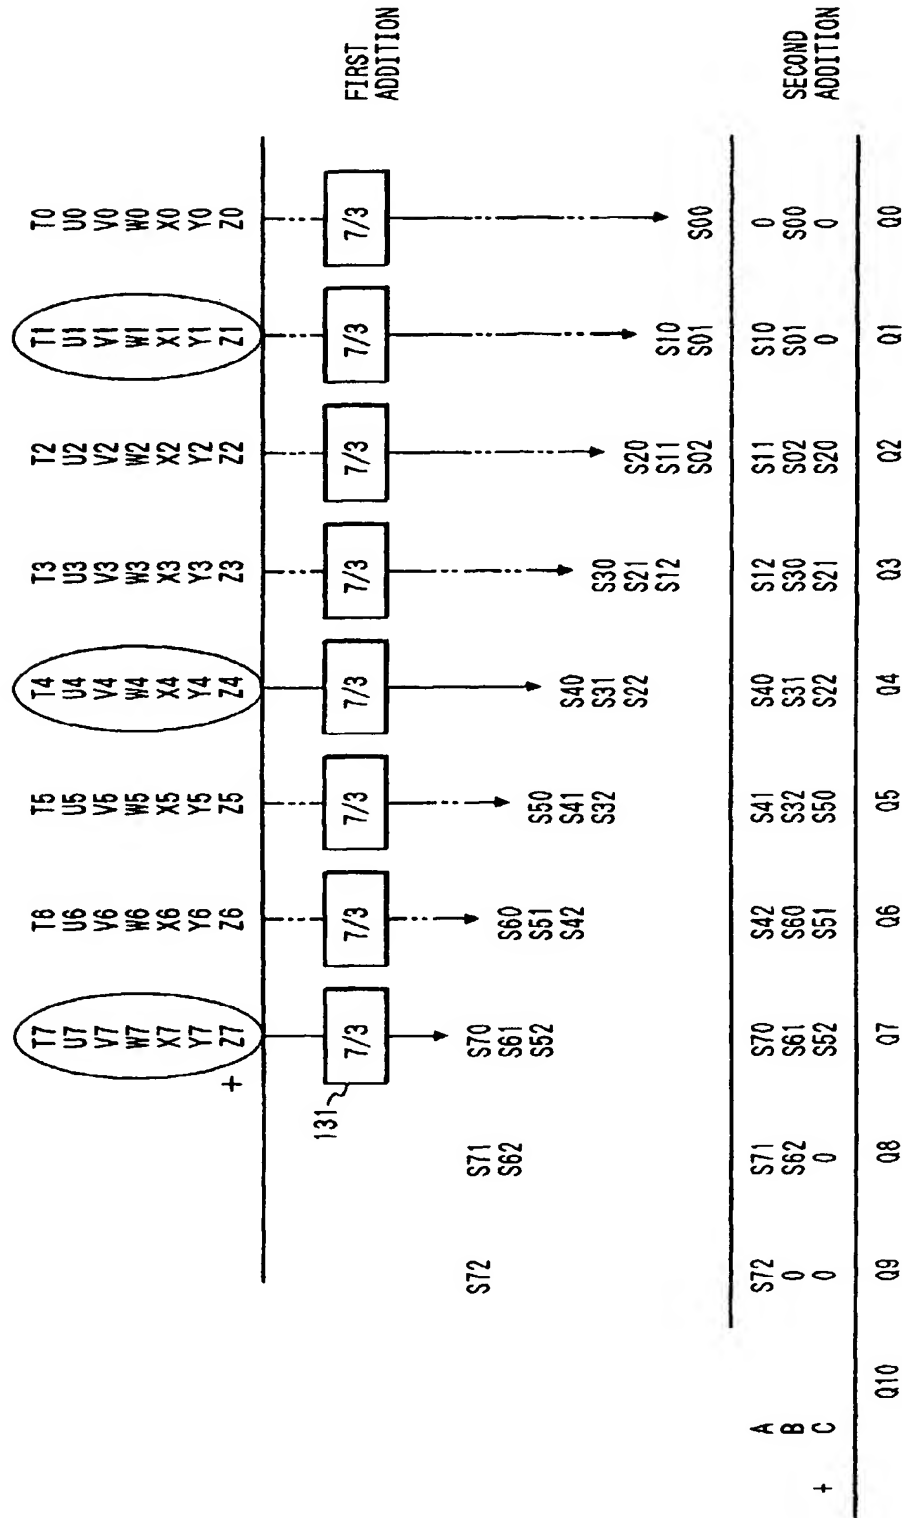 T7 T6 T5 T4 T3 T2 T1 T0
U7 U6 U5 U4 U3 U2 U1 U0
V7 V6 V5 V4 V3 V2 V1 V0
W7 W6 W5 W4 W3 W2 W1 W0
X7 X6 X5 X4 X3 X2 X1 X0
Y7 Y6 Y5 Y4 Y3 Y2 Y1 Y0
+ Z7 Z6 Z5 Z4 Z3 Z2 Z1 Z0
131
7/3 7/3 7/3 7/3 7/3 7/3 7/3 7/3
FIRST
ADDITION
S72 S71 S70
S62 S61 S60
S52 S51 S50
S42 S41 S40
S32 S31 S30
S22 S21 S20
S12 S11 S10
S02 S01 S00
A S72 S71 S70 S42 S41 S40 S12 S11 S10 0
B 0 S62 S61 S60 S32 S31 S30 S02 S01 S00
+ C 0 0 S52 S51 S50 S22 S21 S20 0 0
SECOND
ADDITION
Q10 Q9 Q8 Q7 Q6 Q5 Q4 Q3 Q2 Q1 Q0